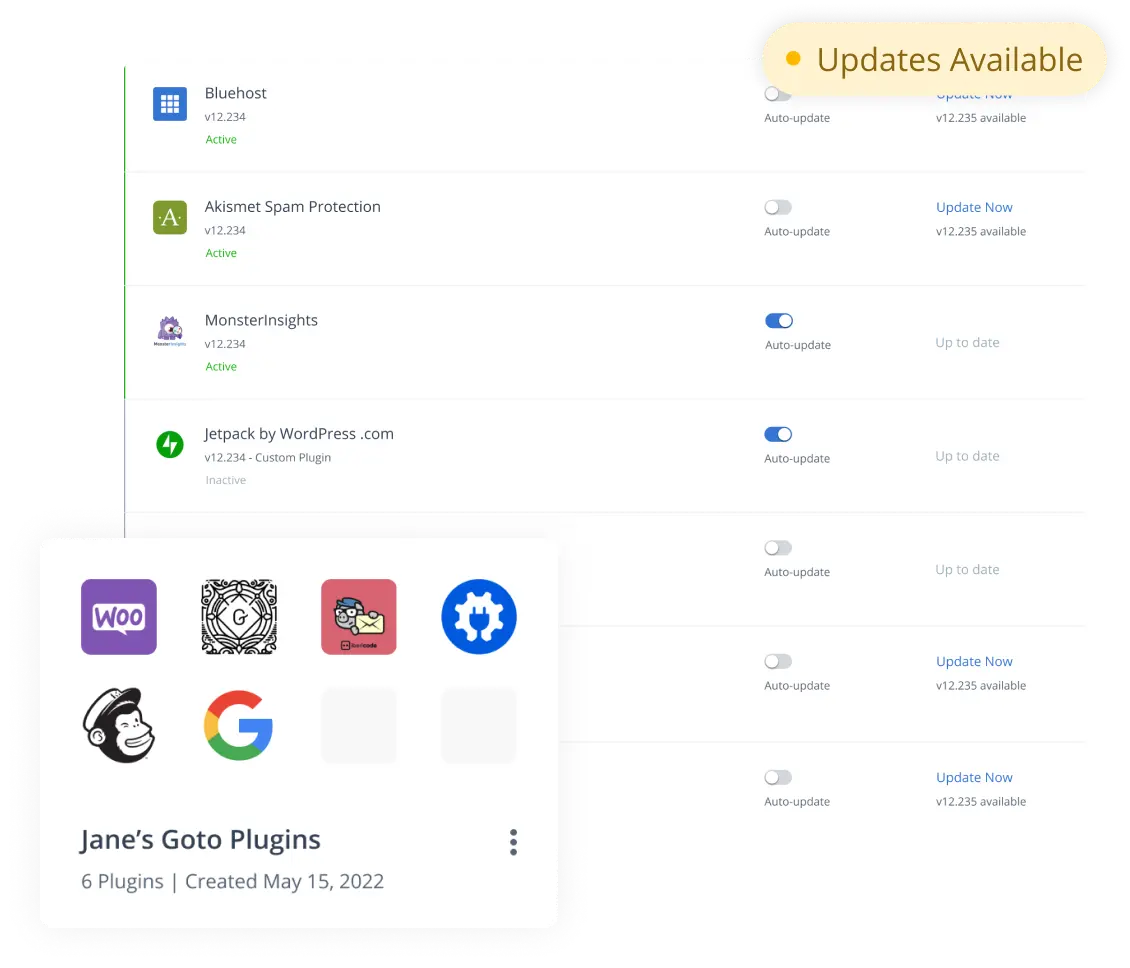 Updates Available
Bluehost
v12.234
Active
Auto-update
Update Now
v12.235 available
Akismet Spam Protection
v12.234
Active
Auto-update
Update Now
v12.235 available
MonsterInsights
v12.234
Active
Auto-update
Up to date
Jetpack by WordPress .com
v12.234 - Custom Plugin
Inactive
Auto-update
Up to date
Auto-update
Up to date
Auto-update
Update Now
v12.235 available
Auto-update
Update Now
v12.235 available
A
MonsterInsights
WOO
G
ibericode
G
Jane’s Goto Plugins
6 Plugins | Created May 15, 2022